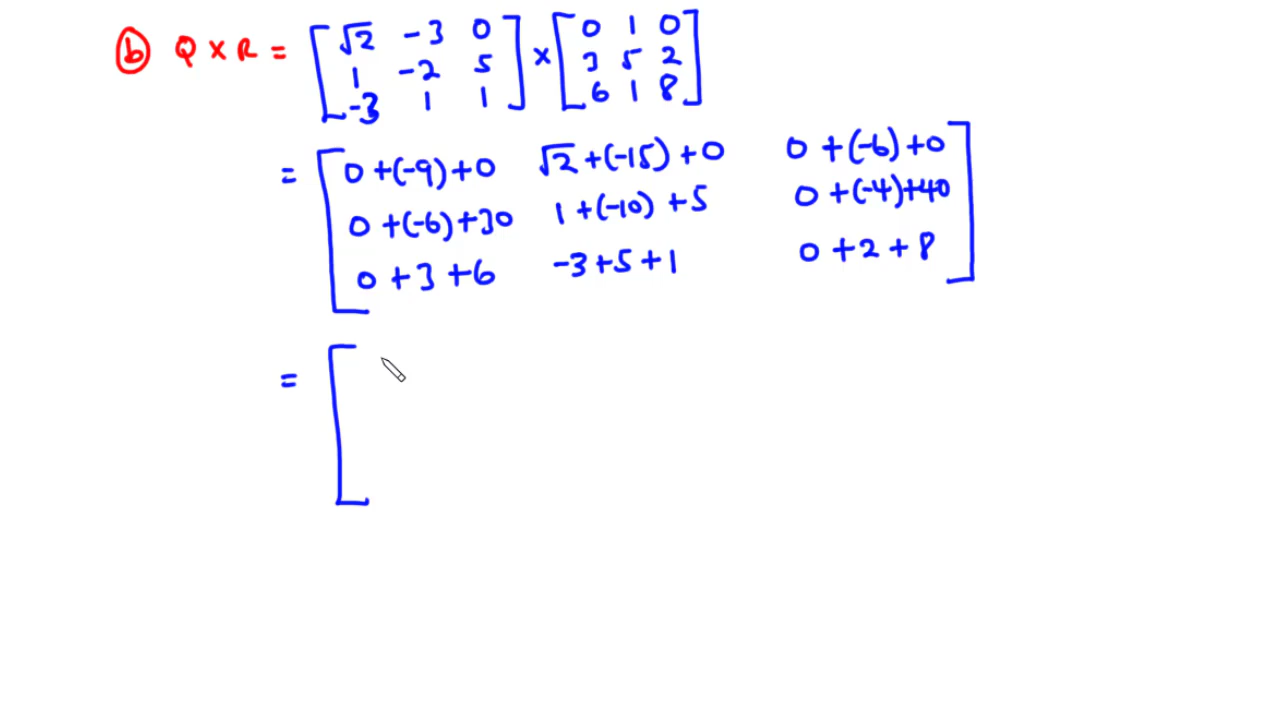 ⓑ Q × R = [ √2 -3 0 ] × [ 0 1 0 ]
1 -2 5 3 5 2
-3 1 1 6 1 8
= [ 0 + (-9) + 0 √2 + (-15) + 0 0 + (-6) + 0 ]
0 + (-6) + 30 1 + (-10) + 5 0 + (-4) + 40
0 + 3 + 6 -3 + 5 + 1 0 + 2 + 8
= [